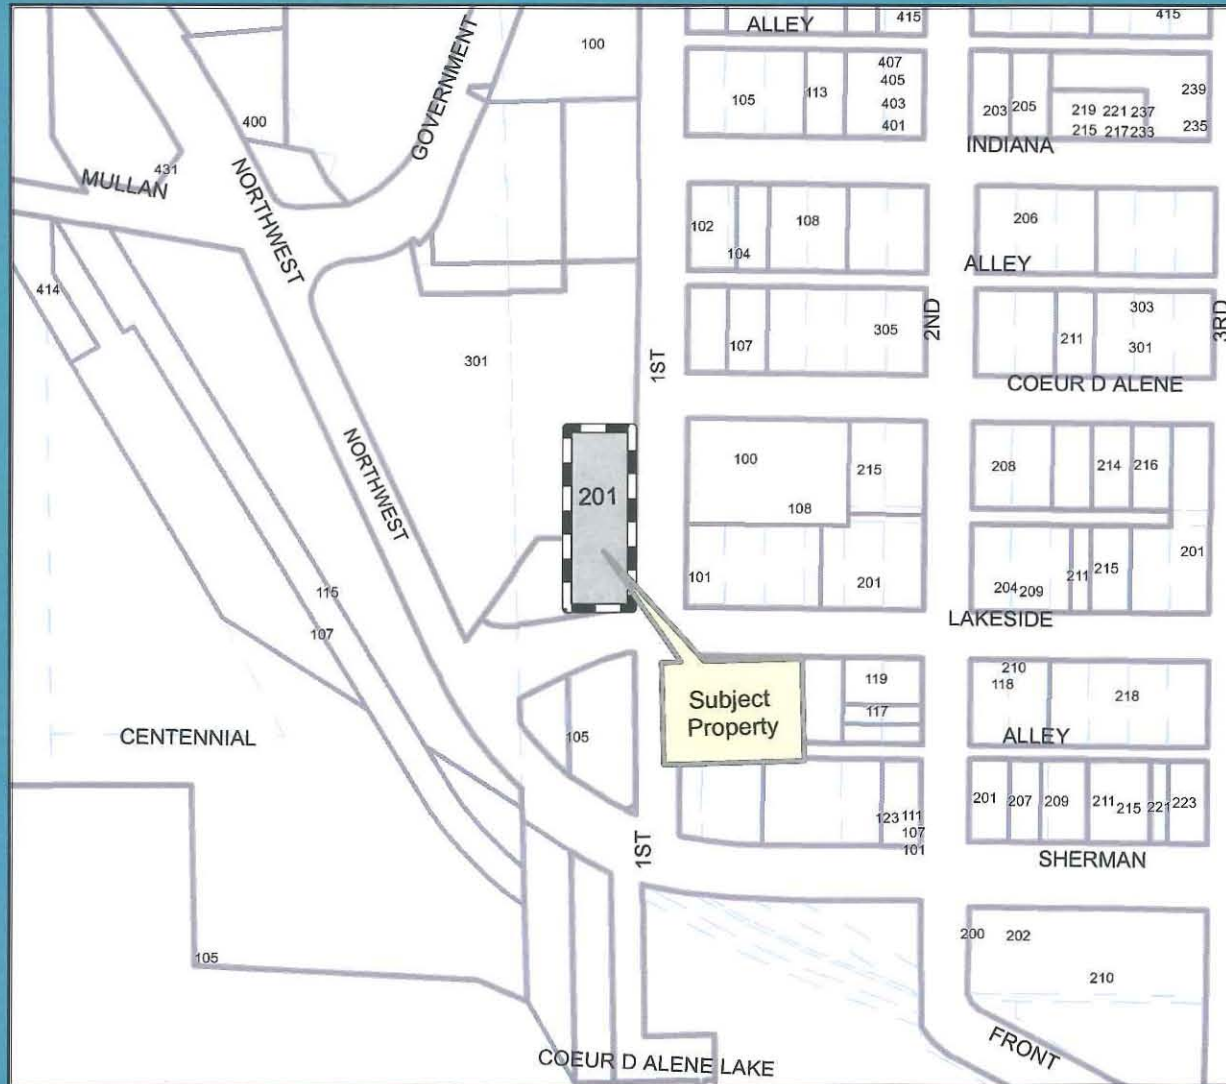 ALLEY
415
415
100
GOVERNMENT
407
405
403
401
105
113
203
205
219 221 237
215 217 233
239
235
INDIANA
400
431
MULLAN
NORTHWEST
102
104
108
206
ALLEY
414
301
1ST
107
305
2ND
211
303
301
3RD
COEUR D ALENE
NORTHWEST
201
100
108
215
208
214
216
101
201
204 209
211
215
201
LAKESIDE
115
107
Subject
Property
119
117
210
118
218
ALLEY
CENTENNIAL
105
1ST
123 111
107
101
201
207
209
211
215
221
223
SHERMAN
105
200
202
210
FRONT
COEUR D ALENE LAKE